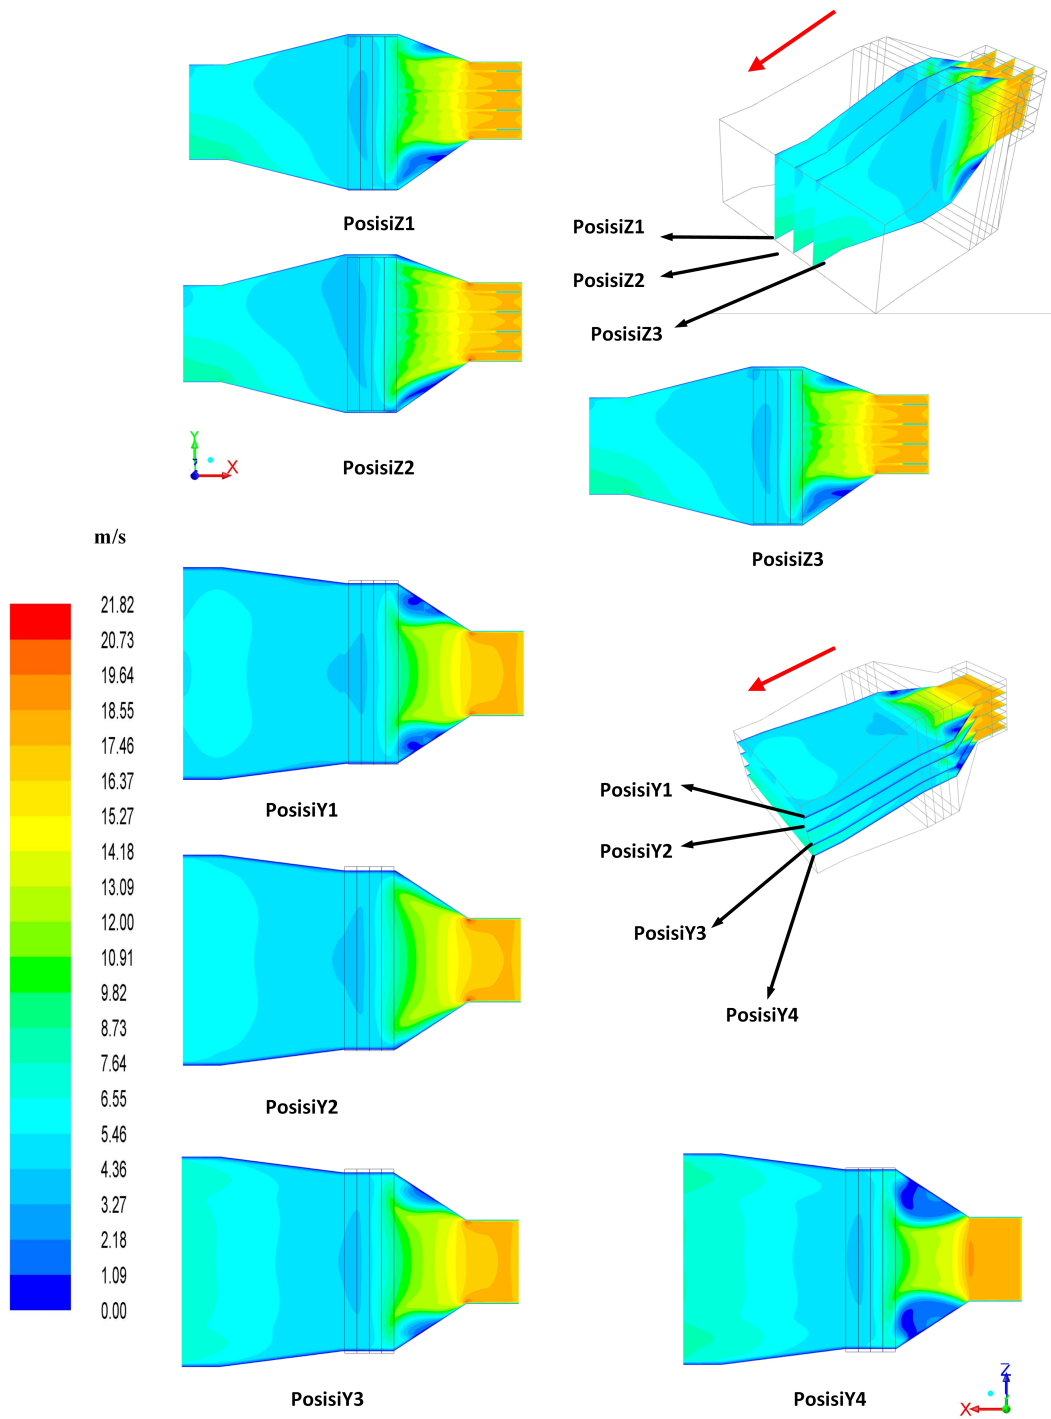 PosisiZ1
PosisiZ1
PosisiZ2
PosisiZ3
Y
X
PosisiZ2
PosisiZ3
m/s
21.82
20.73
19.64
18.55
17.46
16.37
15.27
14.18
13.09
12.00
10.91
9.82
8.73
7.64
6.55
5.46
4.36
3.27
2.18
1.09
0.00
PosisiY1
PosisiY1
PosisiY2
PosisiY3
PosisiY4
PosisiY2
PosisiY3
PosisiY4
Z
X